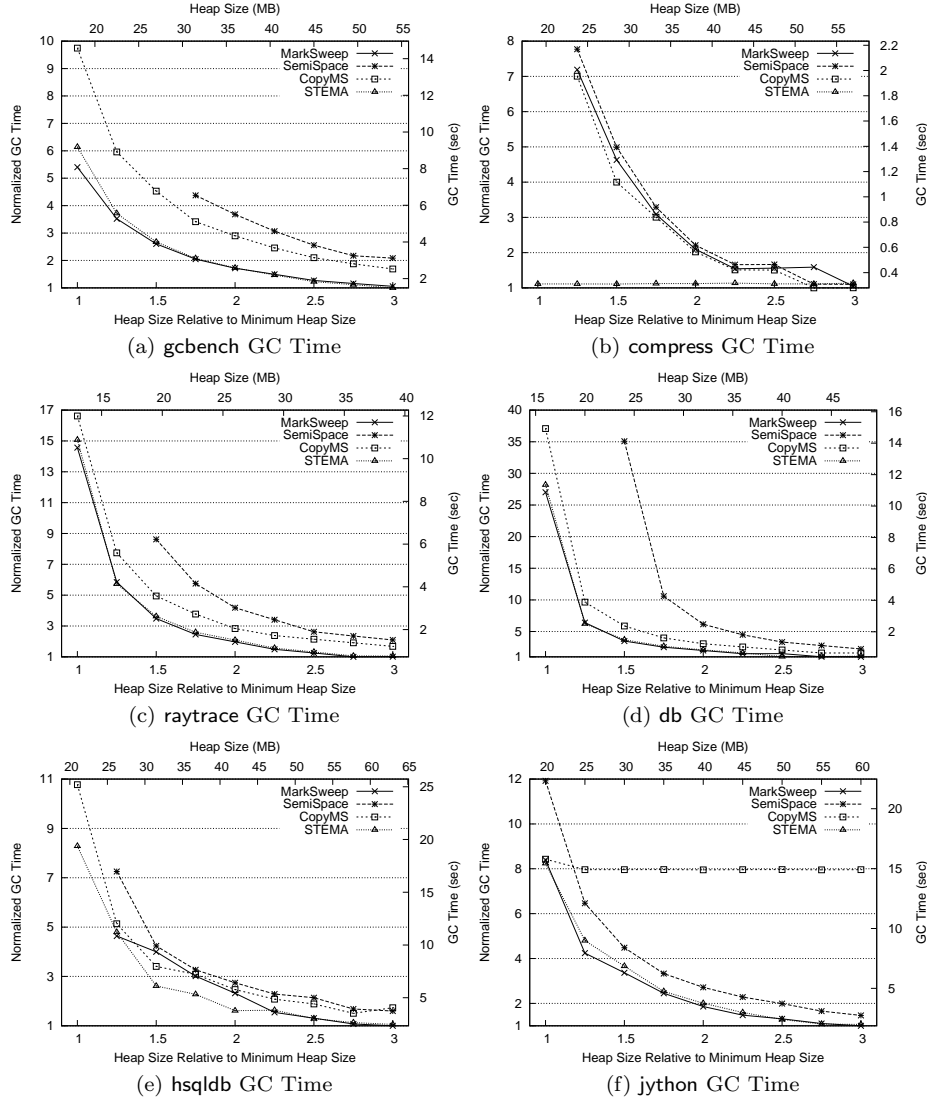 Heap Size (MB)
20 25 30 35 40 45 50 55
10
9
8
7
6
5
4
3
2
1
Normalized GC Time
MarkSweep
SemiSpace
CopyMS
STEMA
14
12
10
8
6
4
2
GC Time (sec)
1 1.5 2 2.5 3
Heap Size Relative to Minimum Heap Size
(a) gcbench GC Time
Heap Size (MB)
20 25 30 35 40 45 50 55
8
7
6
5
4
3
2
1
Normalized GC Time
MarkSweep
SemiSpace
CopyMS
STEMA
2.2
2
1.8
1.6
1.4
1.2
1
0.8
0.6
0.4
GC Time (sec)
1 1.5 2 2.5 3
Heap Size Relative to Minimum Heap Size
(b) compress GC Time
Heap Size (MB)
15 20 25 30 35 40
17
15
13
11
9
7
5
3
1
Normalized GC Time
MarkSweep
SemiSpace
CopyMS
STEMA
12
10
8
6
4
2
GC Time (sec)
1 1.5 2 2.5 3
Heap Size Relative to Minimum Heap Size
(c) raytrace GC Time
Heap Size (MB)
15 20 25 30 35 40 45
40
35
30
25
20
15
10
5
1
Normalized GC Time
MarkSweep
SemiSpace
CopyMS
STEMA
16
14
12
10
8
6
4
2
GC Time (sec)
1 1.5 2 2.5 3
Heap Size Relative to Minimum Heap Size
(d) db GC Time
Heap Size (MB)
20 25 30 35 40 45 50 55 60 65
11
9
7
5
3
1
Normalized GC Time
MarkSweep
SemiSpace
CopyMS
STEMA
25
20
15
10
5
GC Time (sec)
1 1.5 2 2.5 3
Heap Size Relative to Minimum Heap Size
(e) hsqldb GC Time
Heap Size (MB)
20 25 30 35 40 45 50 55 60
12
10
8
6
4
2
1
Normalized GC Time
MarkSweep
SemiSpace
CopyMS
STEMA
20
15
10
5
GC Time (sec)
1 1.5 2 2.5 3
Heap Size Relative to Minimum Heap Size
(f) jython GC Time